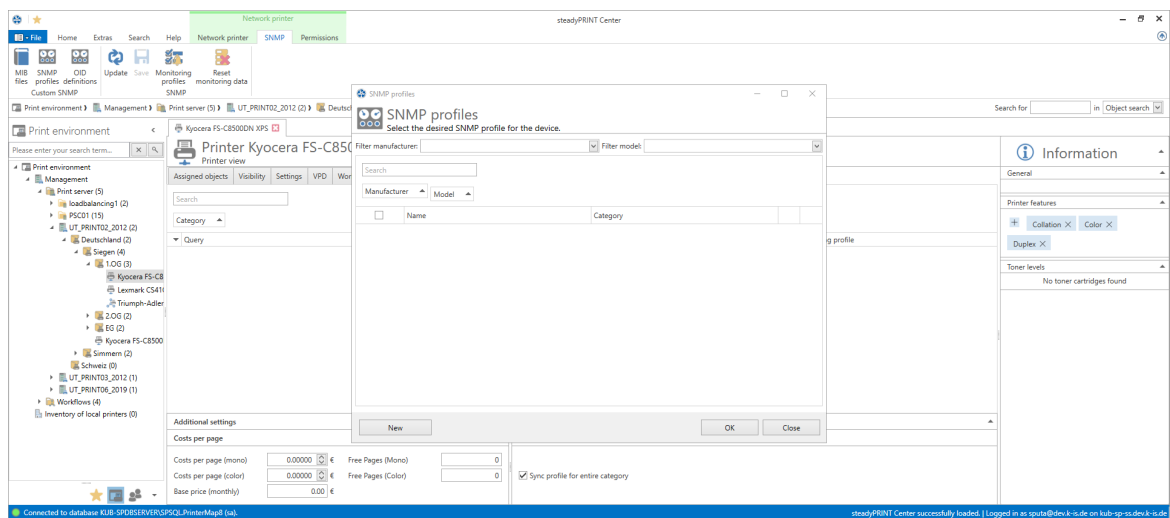 Network printer
steadyPRINT Center
File Home Extras Search Help Network printer SNMP Permissions
MIB files
SNMP profiles
OID definitions
Update
Save
Monitoring profiles
Reset monitoring data
Custom SNMP
SNMP
Print environment Management Print server (5) UT_PRINT02_2012 (2) Deutsc
Search for in Object search
Print environment
Please enter your search term...
Print environment
Management
Print server (5)
loadbalancing1 (2)
PSC01 (15)
UT_PRINT02_2012 (2)
Deutschland (2)
Siegen (4)
1.OG (3)
Kyocera FS-C8
Lexmark CS41
Triumph-Adler
2.OG (2)
EG (2)
Kyocera FS-C8500
Simmern (2)
Schweiz (0)
UT_PRINT03_2012 (1)
UT_PRINT06_2019 (1)
Workflows (4)
Inventory of local printers (0)
Kyocera FS-C8500DN XPS
Printer Kyocera FS-C850
Printer view
Assigned objects Visibility Settings VPD Wor
Search
Category
Query
g profile
SNMP profiles
SNMP profiles
Select the desired SNMP profile for the device.
Filter manufacturer: Filter model:
Search
Manufacturer Model
Name Category
New OK Close
Additional settings
Costs per page
Costs per page (mono) 0.00000 € Free Pages (Mono) 0
Costs per page (color) 0.00000 € Free Pages (Color) 0
Base price (monthly) 0.00 €
Sync profile for entire category
Information
General
Printer features
Collation Color
Duplex
Toner levels
No toner cartridges found
Connected to database KUB-SPDBSERVER\SPSQL.PrinterMap8 (sa).
steadyPRINT Center successfully loaded. | Logged in as sputa@dev.k-is.de on kub-sp-ss.dev.k-is.de